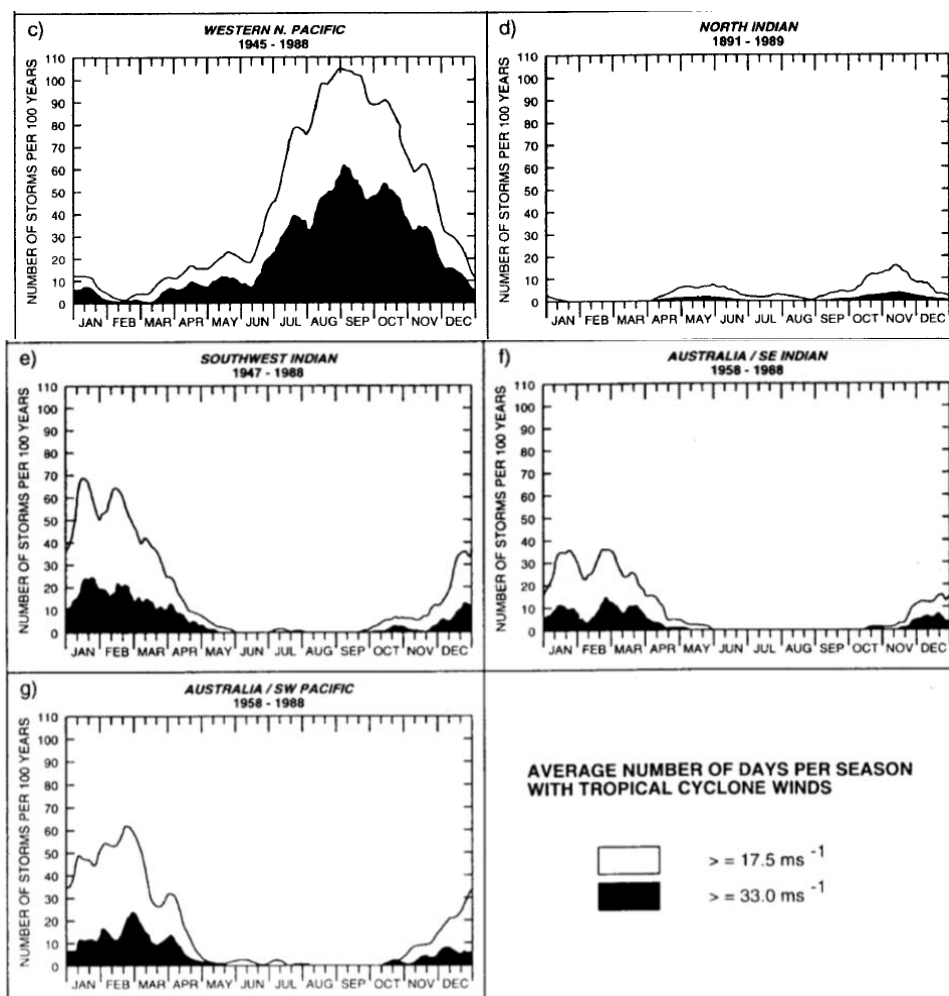 c)
WESTERN N. PACIFIC
1945 - 1988
NUMBER OF STORMS PER 100 YEARS
110
100
90
80
70
60
50
40
30
20
10
0
JAN FEB MAR APR MAY JUN JUL AUG SEP OCT NOV DEC
d)
NORTH INDIAN
1891 - 1989
NUMBER OF STORMS PER 100 YEARS
110
100
90
80
70
60
50
40
30
20
10
0
JAN FEB MAR APR MAY JUN JUL AUG SEP OCT NOV DEC
e)
SOUTHWEST INDIAN
1947 - 1988
NUMBER OF STORMS PER 100 YEARS
110
100
90
80
70
60
50
40
30
20
10
0
JAN FEB MAR APR MAY JUN JUL AUG SEP OCT NOV DEC
f)
AUSTRALIA / SE INDIAN
1958 - 1988
NUMBER OF STORMS PER 100 YEARS
110
100
90
80
70
60
50
40
30
20
10
0
JAN FEB MAR APR MAY JUN JUL AUG SEP OCT NOV DEC
g)
AUSTRALIA / SW PACIFIC
1958 - 1988
NUMBER OF STORMS PER 100 YEARS
110
100
90
80
70
60
50
40
30
20
10
0
JAN FEB MAR APR MAY JUN JUL AUG SEP OCT NOV DEC
AVERAGE NUMBER OF DAYS PER SEASON
WITH TROPICAL CYCLONE WINDS
> = 17.5 ms⁻¹
> = 33.0 ms⁻¹